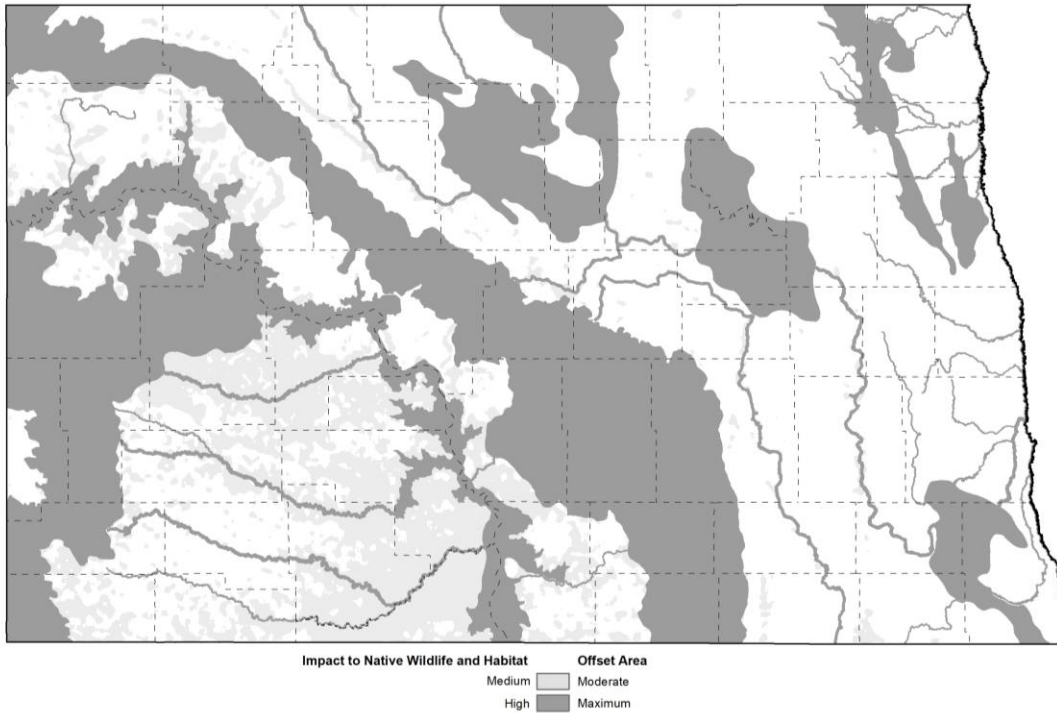 Impact to Native Wildlife and Habitat Offset Area
Medium Moderate
High Maximum